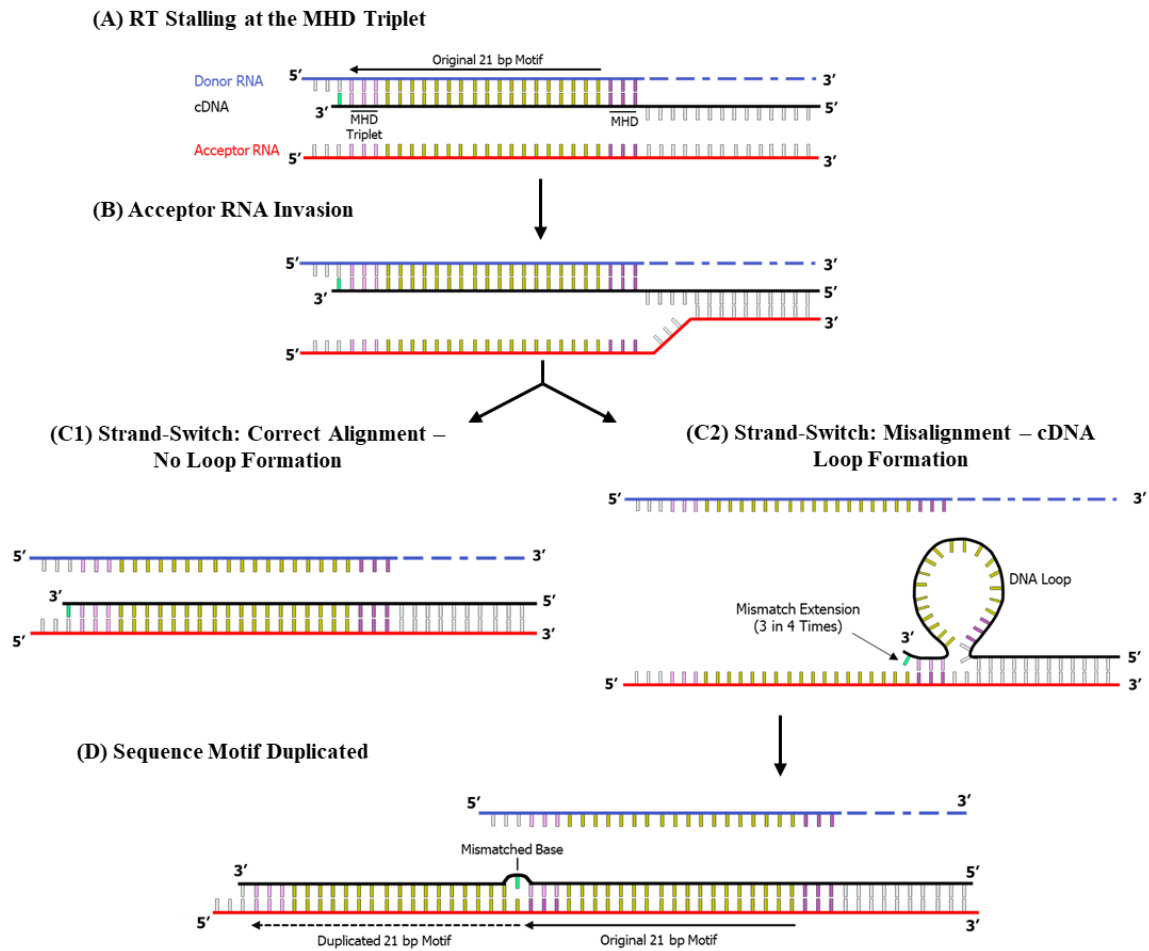 (A) RT Stalling at the MHD Triplet
Original 21 bp Motif
Donor RNA
5′
3′
cDNA
3′
5′
MHD
Triplet
MHD
Acceptor RNA
5′
3′
(B) Acceptor RNA Invasion
5′
3′
3′
5′
3′
5′
(C1) Strand-Switch: Correct Alignment –
No Loop Formation
5′
3′
3′
5′
5′
3′
(C2) Strand-Switch: Misalignment – cDNA
Loop Formation
5′
3′
DNA Loop
Mismatch Extension
(3 in 4 Times)
3′
5′
5′
3′
(D) Sequence Motif Duplicated
5′
3′
Mismatched Base
3′
5′
5′
3′
Duplicated 21 bp Motif
Original 21 bp Motif